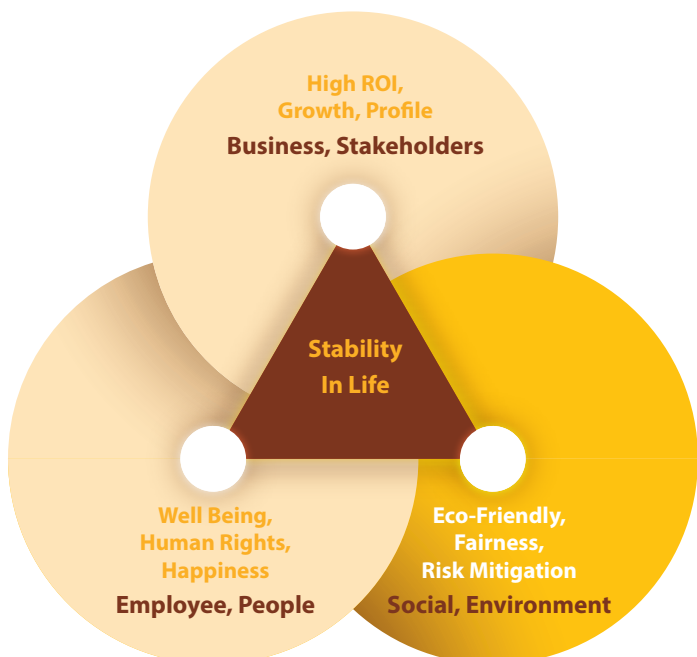 High ROI,
Growth, Profile
Business, Stakeholders
Stability
In Life
Well Being,
Human Rights,
Happiness
Employee, People
Eco-Friendly,
Fairness,
Risk Mitigation
Social, Environment